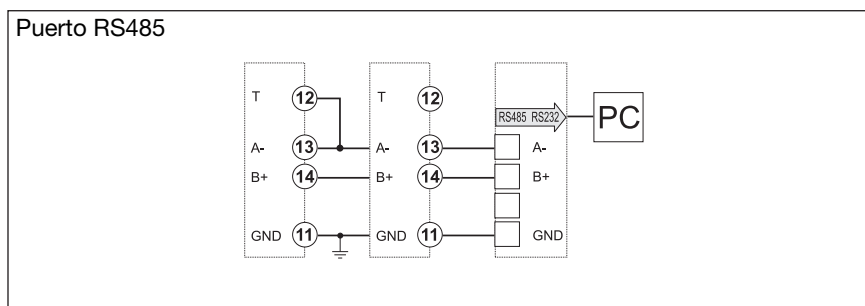 Puerto RS485
T 12 T 12
RS485 RS232 PC
A- 13 A- 13 A-
B+ 14 B+ 14 B+
GND 11 GND 11 GND